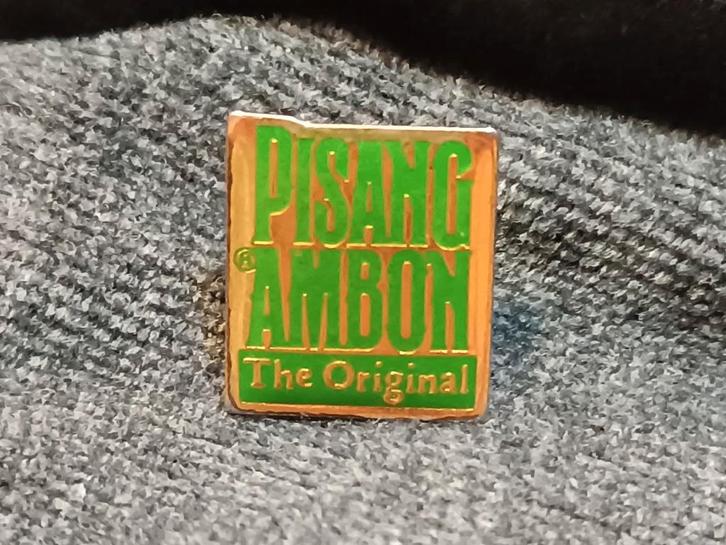 PISANG
® AMBON
The Original